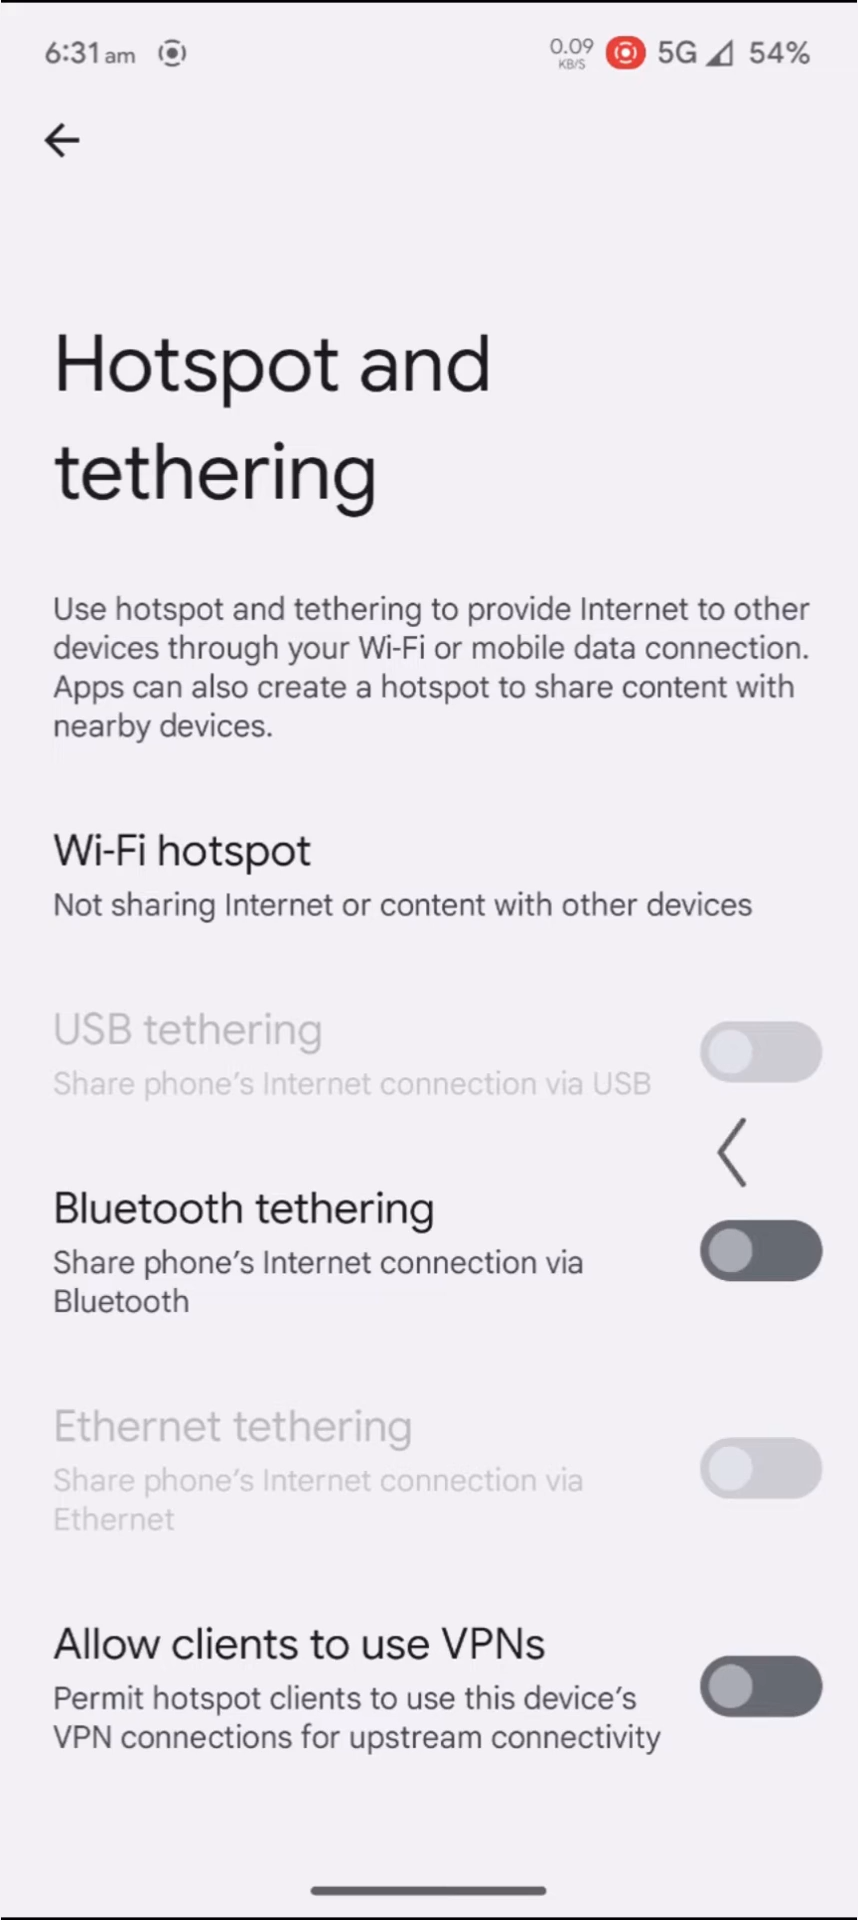 6:31 am 0.09 KB/S 5G 54%
Hotspot and
tethering
Use hotspot and tethering to provide Internet to other
devices through your Wi-Fi or mobile data connection.
Apps can also create a hotspot to share content with
nearby devices.
Wi-Fi hotspot
Not sharing Internet or content with other devices
USB tethering
Share phone's Internet connection via USB
Bluetooth tethering
Share phone's Internet connection via
Bluetooth
Ethernet tethering
Share phone's Internet connection via
Ethernet
Allow clients to use VPNs
Permit hotspot clients to use this device's
VPN connections for upstream connectivity